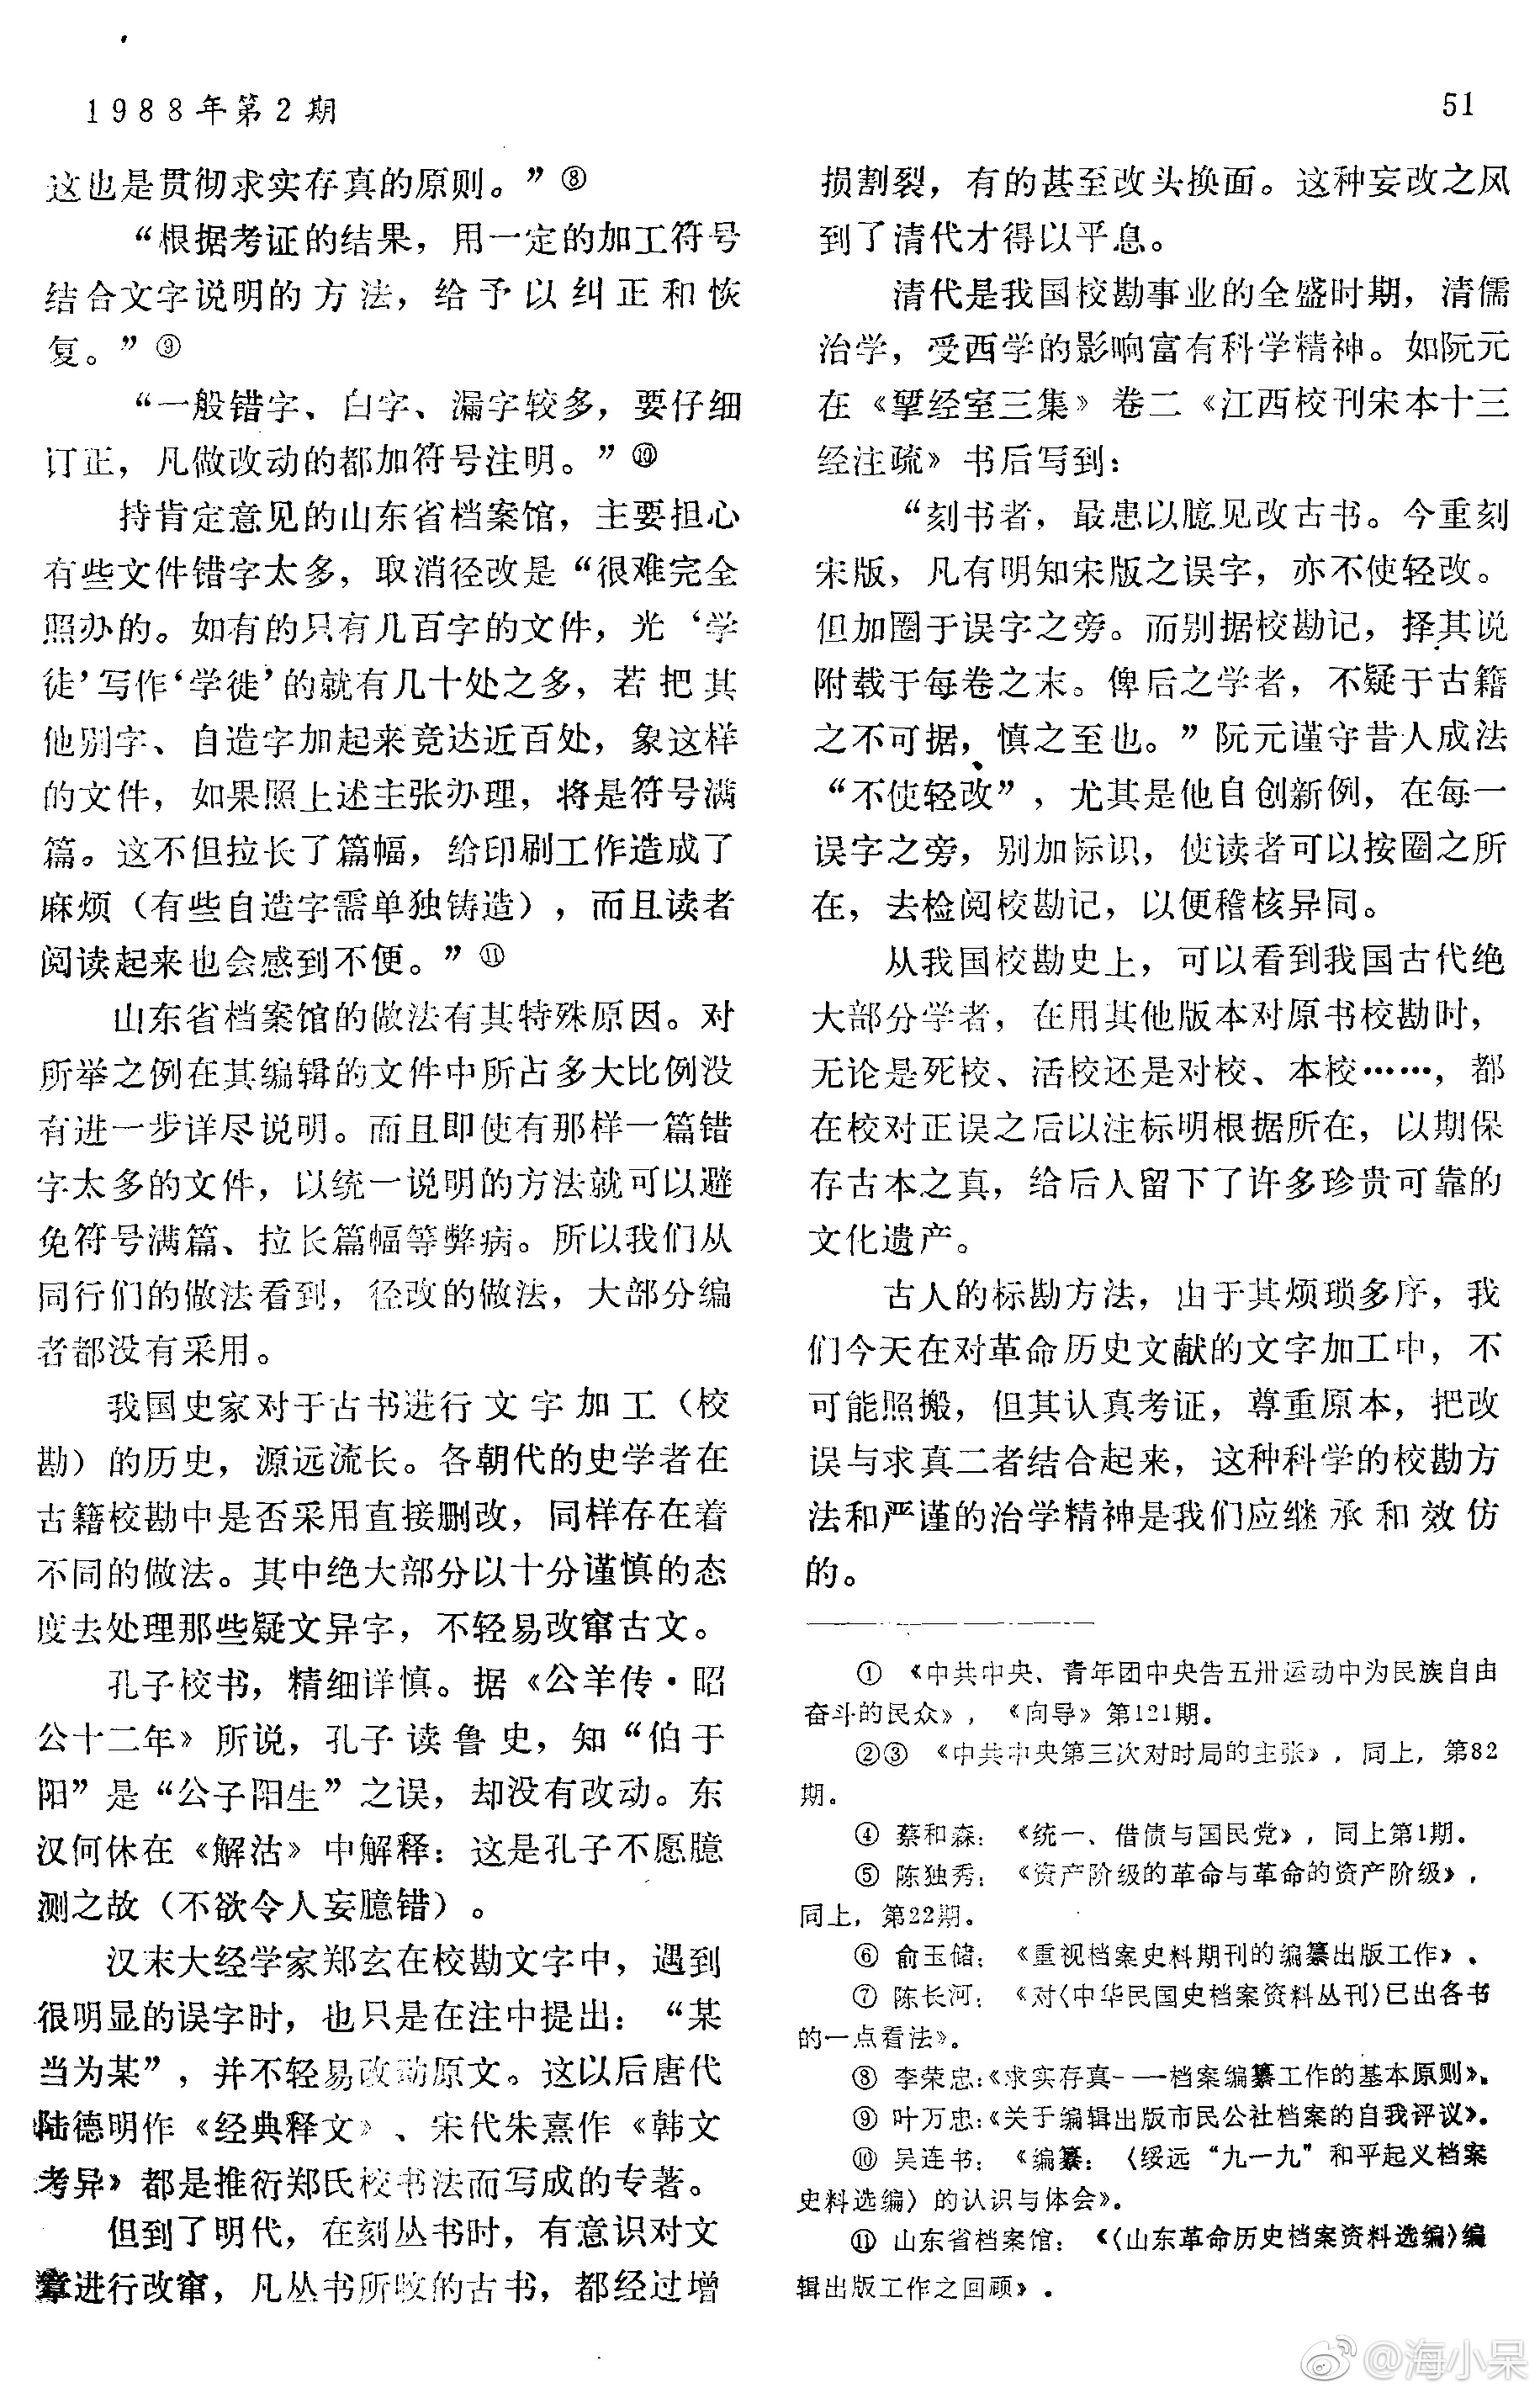 1988年第2期
51
这也是贯彻求实存真的原则。”⑧
“根据考证的结果，用一定的加工符号
结合文字说明的方法，给予以纠正和恢
复。”⑨
“一般错字、白字、漏字较多，要仔细
订正，凡做改动的都加符号注明。”⑩
持肯定意见的山东省档案馆，主要担心
有些文件错字太多，取消径改是“很难完全
照办的。如有的只有几百字的文件，光‘学
徒’写作‘学徙’的就有几十处之多，若把其
他别字、自造字加起来竞达近百处，象这样
的文件，如果照上述主张办理，将是符号满
篇。这不但拉长了篇幅，给印刷工作造成了
麻烦（有些自造字需单独铸造），而且读者
阅读起来也会感到不便。”⑪
山东省档案馆的做法有其特殊原因。对
所举之例在其编辑的文件中所占多大比例没
有进一步详尽说明。而且即使有那样一篇错
字太多的文件，以统一说明的方法就可以避
免符号满篇、拉长篇幅等弊病。所以我们从
同行们的做法看到，径改的做法，大部分编
者都没有采用。
我国史家对于古书进行文字加工（校
勘）的历史，源远流长。各朝代的史学者在
古籍校勘中是否采用直接删改，同样存在着
不同的做法。其中绝大部分以十分谨慎的态
度去处理那些疑文异字，不轻易改窜古文。
孔子校书，精细详慎。据《公羊传·昭
公十二年》所说，孔子读鲁史，知“伯于
阳”是“公子阳生”之误，却没有改动。东
汉何休在《解沽》中解释：这是孔子不愿臆
测之故（不欲令人妄臆错）。
汉末大经学家郑玄在校勘文字中，遇到
很明显的误字时，也只是在注中提出：“某
当为某”，并不轻易改动原文。这以后唐代
陆德明作《经典释文》、宋代朱熹作《韩文
考异》都是推衍郑氏校书法而写成的专著。
但到了明代，在刻丛书时，有意识对文
章进行改窜，凡丛书所收的古书，都经过增
损割裂，有的甚至改头换面。这种妄改之风
到了清代才得以平息。
清代是我国校勘事业的全盛时期，清儒
治学，受西学的影响富有科学精神。如阮元
在《揅经室三集》卷二《江西校刊宋本十三
经注疏》书后写到：
“刻书者，最患以臆见改古书。今重刻
宋版，凡有明知宋版之误字，亦不使轻改。
但加圈于误字之旁。而别据校勘记，择其说
附载于每卷之末。俾后之学者，不疑于古籍
之不可据，慎之至也。”阮元谨守昔人成法
“不使轻改”，尤其是他自创新例，在每一
误字之旁，别加标识，使读者可以按圈之所
在，去检阅校勘记，以便稽核异同。
从我国校勘史上，可以看到我国古代绝
大部分学者，在用其他版本对原书校勘时，
无论是死校、活校还是对校、本校……，都
在校对正误之后以注标明根据所在，以期保
存古本之真，给后人留下了许多珍贵可靠的
文化遗产。
古人的标勘方法，由于其烦琐多序，我
们今天在对革命历史文献的文字加工中，不
可能照搬，但其认真考证，尊重原本，把改
误与求真二者结合起来，这种科学的校勘方
法和严谨的治学精神是我们应继承和效仿
的。
① 《中共中央、青年团中央告五卅运动中为民族自由
奋斗的民众》，《向导》第121期。
②③ 《中共中央第三次对时局的主张》，同上，第82
期。
④ 蔡和森：《统一、借债与国民党》，同上第1期。
⑤ 陈独秀：《资产阶级的革命与革命的资产阶级》，
同上，第22期。
⑥ 俞玉储：《重视档案史料期刊的编纂出版工作》。
⑦ 陈长河：《对〈中华民国史档案资料丛刊〉已出各书
的一点看法》。
⑧ 李荣忠：《求实存真——档案编纂工作的基本原则》。
⑨ 叶万忠：《关于编辑出版市民公社档案的自我评议》。
⑩ 吴连书：《编纂：〈绥远“九一九”和平起义档案
史料选编〉的认识与体会》。
⑪ 山东省档案馆：《〈山东革命历史档案资料选编〉编
辑出版工作之回顾》。
@海小呆